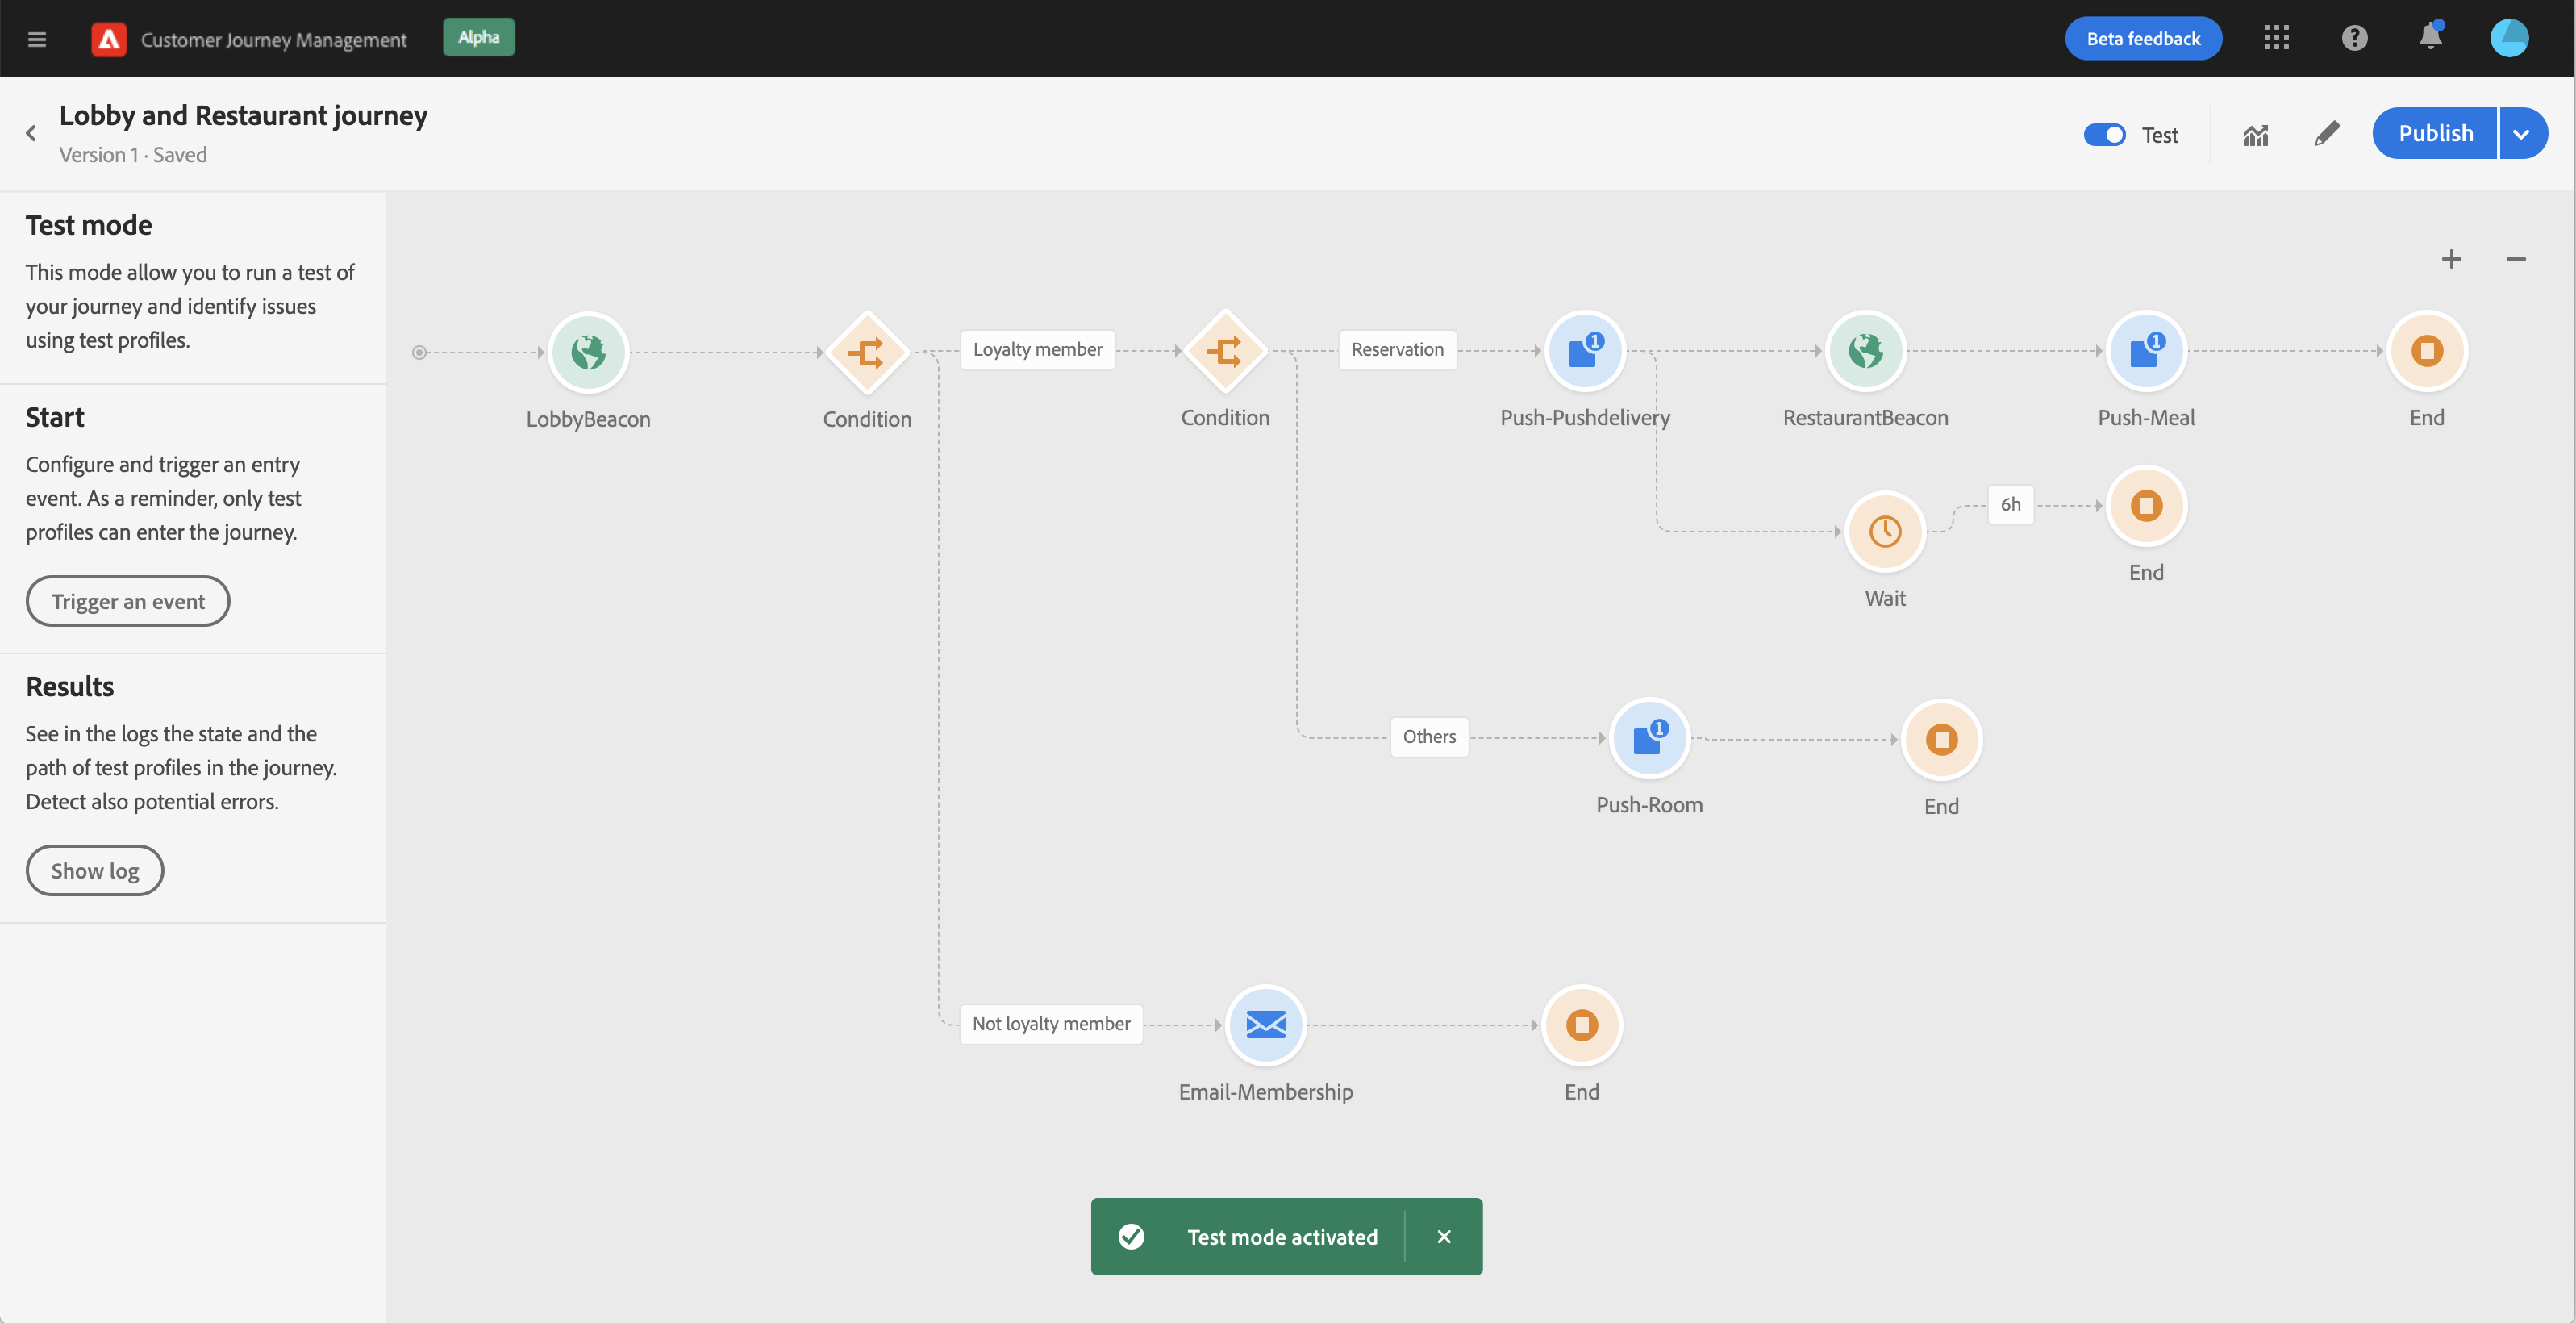 Customer Journey Management
Alpha
Beta feedback
Lobby and Restaurant journey
Version 1 · Saved
Test
Publish
Test mode
This mode allow you to run a test of
your journey and identify issues
using test profiles.
Start
Configure and trigger an entry
event. As a reminder, only test
profiles can enter the journey.
Trigger an event
Results
See in the logs the state and the
path of test profiles in the journey.
Detect also potential errors.
Show log
LobbyBeacon
Condition
Loyalty member
Condition
Reservation
1
Push-Pushdelivery
RestaurantBeacon
1
Push-Meal
End
Wait
6h
End
Others
1
Push-Room
End
Not loyalty member
Email-Membership
End
Test mode activated